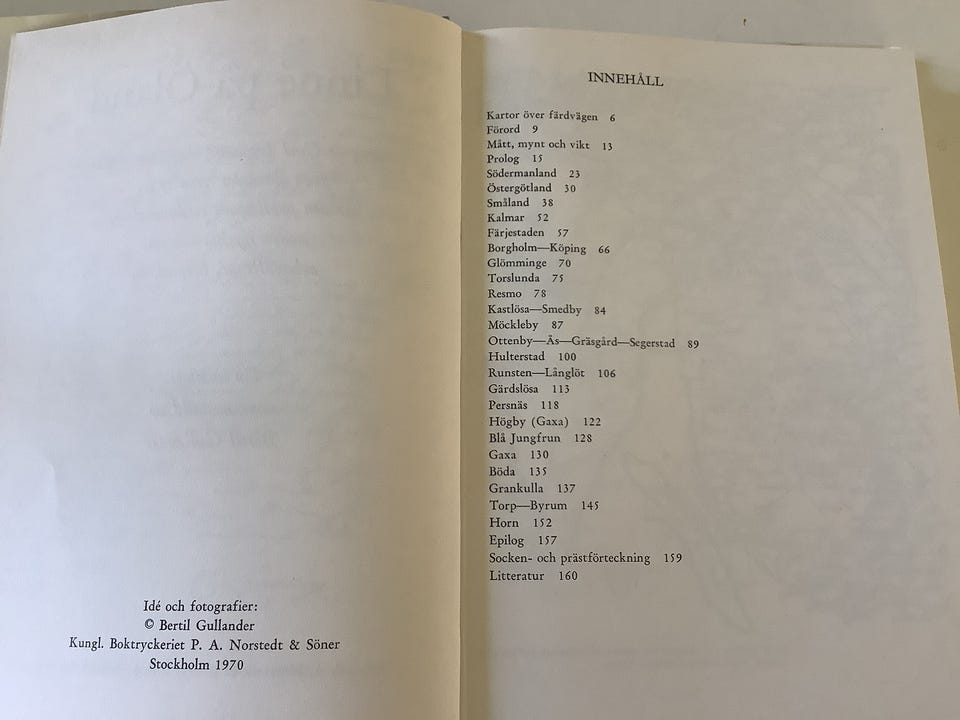 Idé och fotografier:
© Bertil Gullander
Kungl. Boktryckeriet P. A. Norstedt & Söner
Stockholm 1970
INNEHÅLL
Kartor över färdvägen 6
Förord 9
Mått, mynt och vikt 13
Prolog 15
Södermanland 23
Östergötland 30
Småland 38
Kalmar 52
Färjestaden 57
Borgholm—Köping 66
Glömminge 70
Torslunda 75
Resmo 78
Kastlösa—Smedby 84
Möckleby 87
Ottenby—Ås—Gräsgård—Segerstad 89
Hulterstad 100
Runsten—Långlöt 106
Gärdslösa 113
Persnäs 118
Högby (Gaxa) 122
Blå Jungfrun 128
Gaxa 130
Böda 135
Grankulla 137
Torp—Byrum 145
Horn 152
Epilog 157
Socken- och prästförteckning 159
Litteratur 160